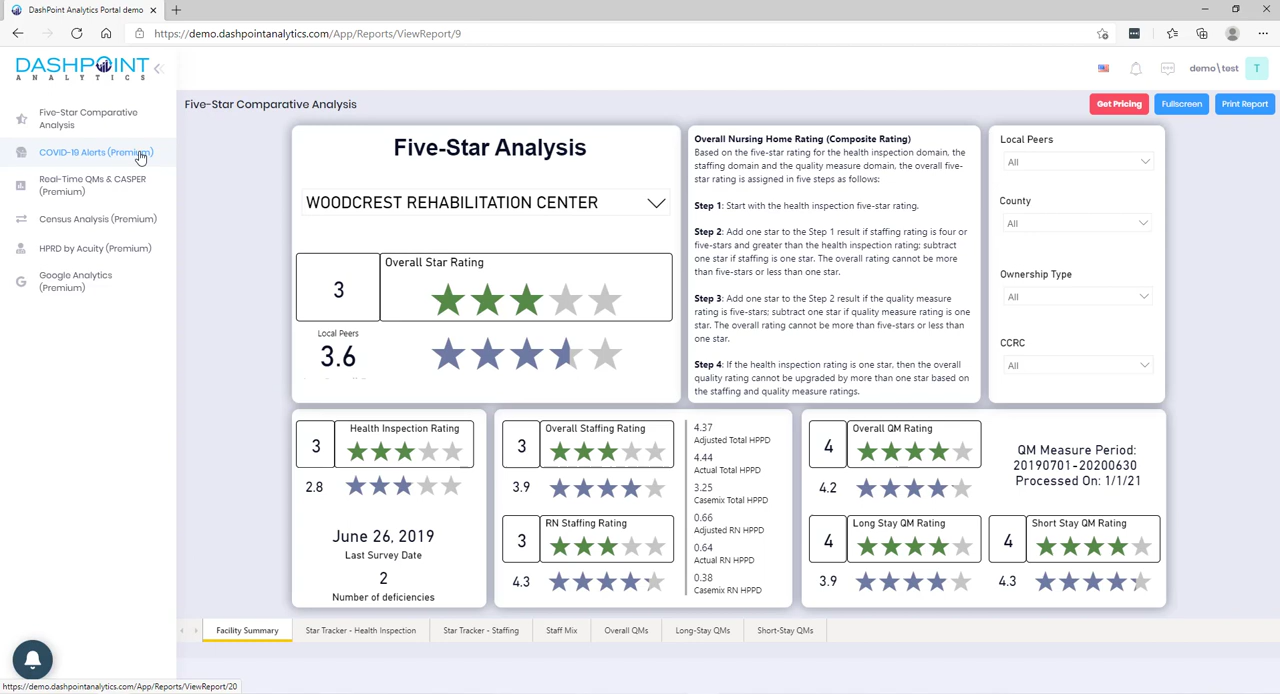 DashPoint Analytics Portal demo
https://demo.dashpointanalytics.com/App/Reports/ViewReport/9
DASHPOINT
ANALYTICS
demo\test
T
Five-Star Comparative
Analysis
COVID-19 Alerts (Premium)
Real-Time QMs & CASPER
(Premium)
Census Analysis (Premium)
HPRD by Acuity (Premium)
Google Analytics
(Premium)
Five-Star Comparative Analysis
Get Pricing
Fullscreen
Print Report
Five-Star Analysis
WOODCREST REHABILITATION CENTER
3
Overall Star Rating
Local Peers
3.6
Overall Nursing Home Rating (Composite Rating)
Based on the five-star rating for the health inspection domain, the
staffing domain and the quality measure domain, the overall five-
star rating is assigned in five steps as follows:
Step 1: Start with the health inspection five-star rating.
Step 2: Add one star to the Step 1 result if staffing rating is four or
five-stars and greater than the health inspection rating; subtract
one star if staffing is one star. The overall rating cannot be more
than five-stars or less than one star.
Step 3: Add one star to the Step 2 result if the quality measure
rating is five-stars; subtract one star if quality measure rating is one
star. The overall rating cannot be more than five-stars or less than
one star.
Step 4: If the health inspection rating is one star, then the overall
quality rating cannot be upgraded by more than one star based on
the staffing and quality measure ratings.
Local Peers
All
County
All
Ownership Type
All
CCRC
All
3
Health Inspection Rating
2.8
June 26, 2019
Last Survey Date
2
Number of deficiencies
3
Overall Staffing Rating
3.9
3
RN Staffing Rating
4.3
4.37
Adjusted Total HPPD
4.44
Actual Total HPPD
3.25
Casemix Total HPPD
0.66
Adjusted RN HPPD
0.64
Actual RN HPPD
0.38
Casemix RN HPPD
4
Overall QM Rating
4.2
QM Measure Period:
20190701-20200630
Processed On: 1/1/21
4
Long Stay QM Rating
3.9
4
Short Stay QM Rating
4.3
Facility Summary
Star Tracker - Health Inspection
Star Tracker - Staffing
Staff Mix
Overall QMs
Long-Stay QMs
Short-Stay QMs
https://demo.dashpointanalytics.com/App/Reports/ViewReport/20